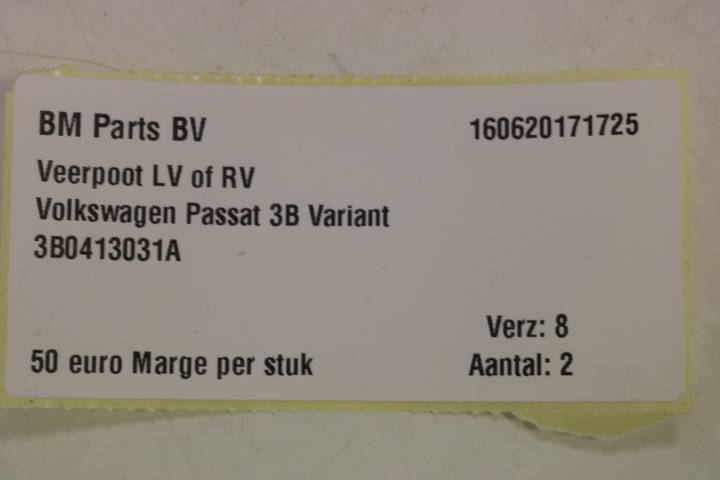 BM Parts BV 160620171725
Veerpoot LV of RV
Volkswagen Passat 3B Variant
3B0413031A
Verz: 8
50 euro Marge per stuk Aantal: 2